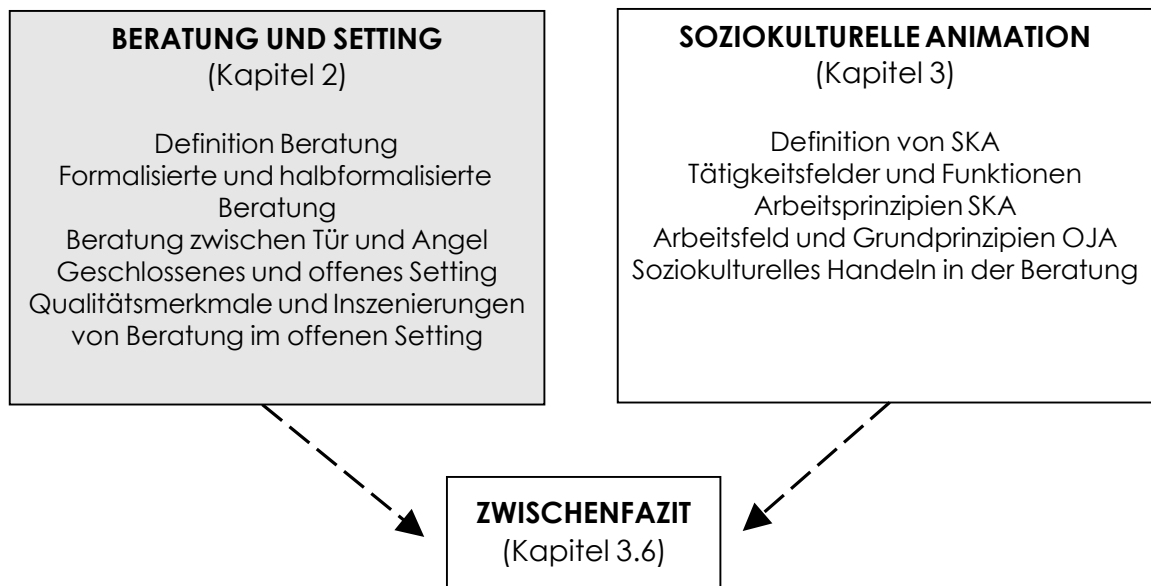 BERATUNG UND SETTING
(Kapitel 2)
Definition Beratung
Formalisierte und halbformalisierte
Beratung
Beratung zwischen Tür und Angel
Geschlossenes und offenes Setting
Qualitätsmerkmale und Inszenierungen
von Beratung im offenen Setting
SOZIOKULTURELLE ANIMATION
(Kapitel 3)
Definition von SKA
Tätigkeitsfelder und Funktionen
Arbeitsprinzipien SKA
Arbeitsfeld und Grundprinzipien OJA
Soziokulturelles Handeln in der Beratung
ZWISCHENFAZIT
(Kapitel 3.6)